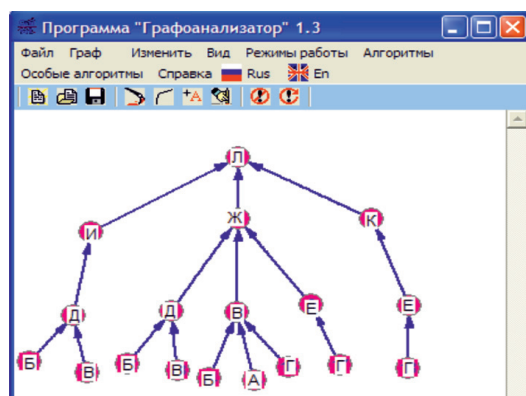 Программа "Графоанализатор" 1.3
Файл Граф Изменить Вид Режимы работы Алгоритмы
Особые алгоритмы Справка Rus En
+A
Л
И Ж К
Д Д В Е Е
Б В Б В Б А Г Г Г